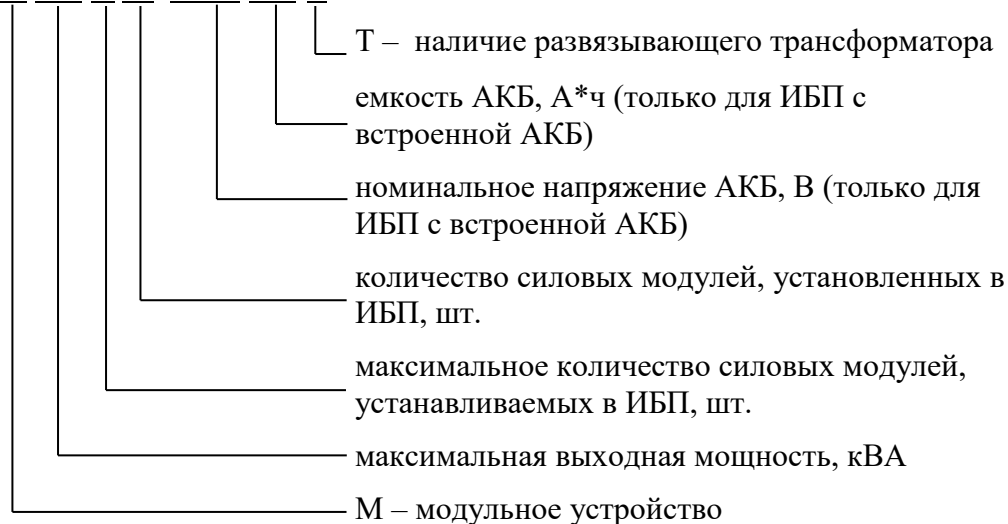 Т – наличие развязывающего трансформатора
емкость АКБ, А*ч (только для ИБП с
встроенной АКБ)
номинальное напряжение АКБ, В (только для
ИБП с встроенной АКБ)
количество силовых модулей, установленных в
ИБП, шт.
максимальное количество силовых модулей,
устанавливаемых в ИБП, шт.
максимальная выходная мощность, кВА
М – модульное устройство